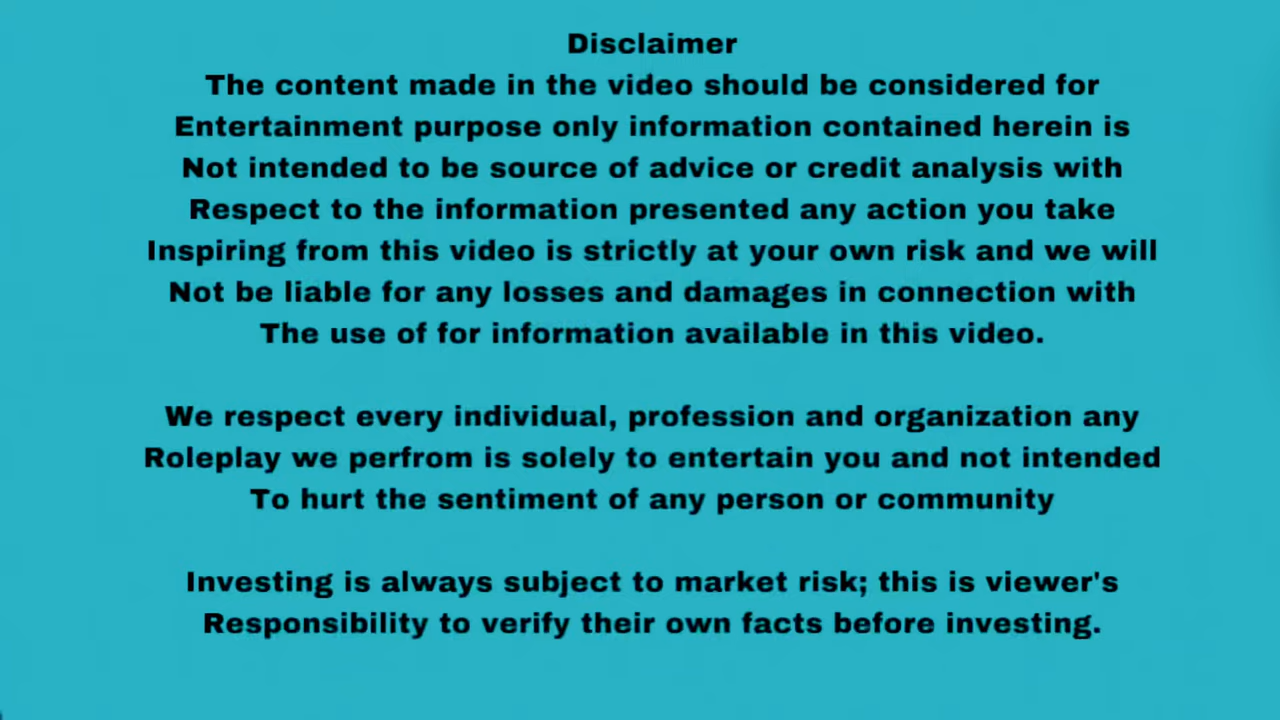 Disclaimer
The content made in the video should be considered for
Entertainment purpose only information contained herein is
Not intended to be source of advice or credit analysis with
Respect to the information presented any action you take
Inspiring from this video is strictly at your own risk and we will
Not be liable for any losses and damages in connection with
The use of for information available in this video.
We respect every individual, profession and organization any
Roleplay we perfrom is solely to entertain you and not intended
To hurt the sentiment of any person or community
Investing is always subject to market risk; this is viewer's
Responsibility to verify their own facts before investing.